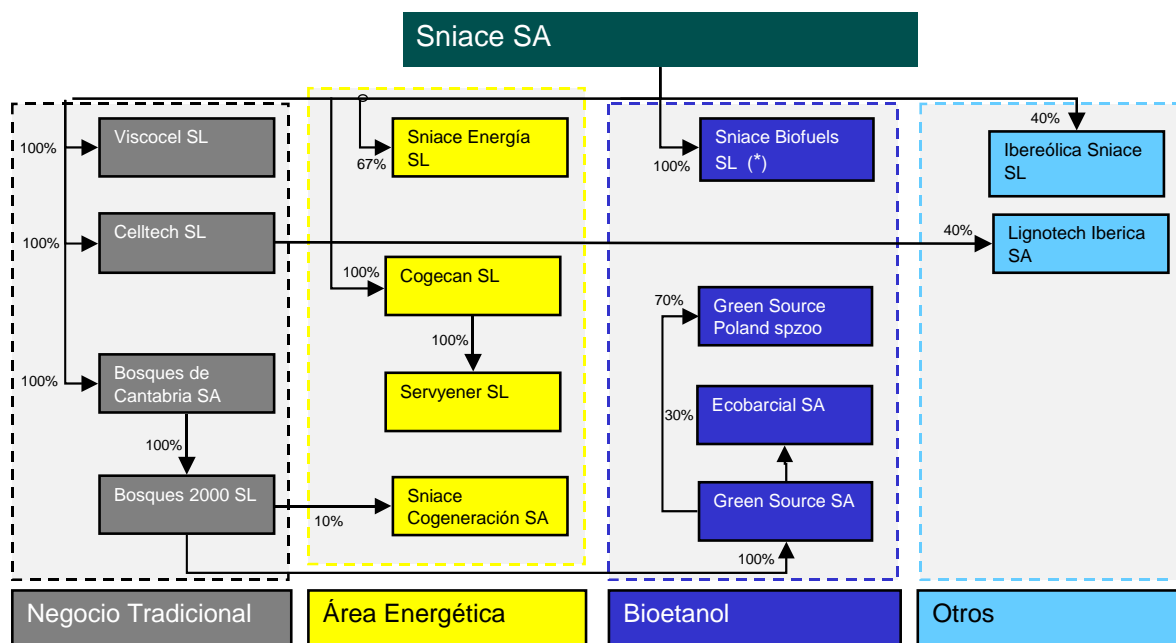 Sniace SA
Viscocel SL
100%
Sniace Energía
SL
67%
Sniace Biofuels
SL (*)
100%
40%
Ibereólica Sniace
SL
Celltech SL
100%
40%
Lignotech Iberica
SA
100%
Cogecan SL
70%
Green Source
Poland spzoo
100%
Bosques de
Cantabria SA
100%
Servyener SL
Ecobarcial SA
30%
100%
Bosques 2000 SL
10%
Sniace
Cogeneración SA
Green Source SA
100%
Negocio Tradicional
Área Energética
Bioetanol
Otros